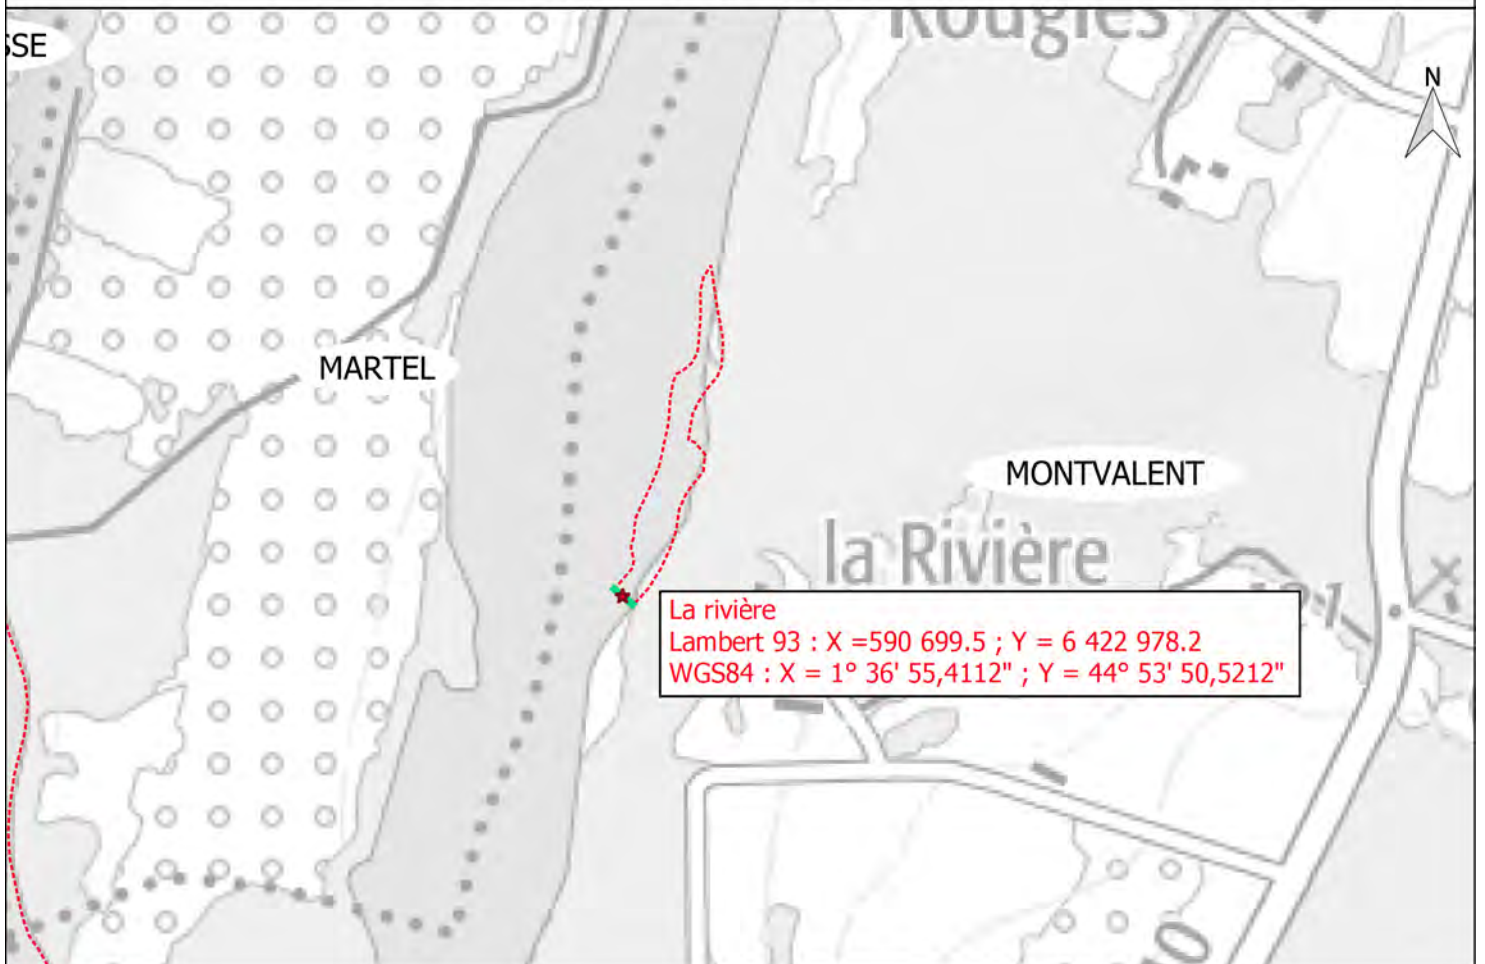 Rougiès
SSE
N
MARTEL
MONTVALENT
la Rivière
La rivière
Lambert 93 : X =590 699.5 ; Y = 6 422 978.2
WGS84 : X = 1° 36' 55,4112" ; Y = 44° 53' 50,5212"